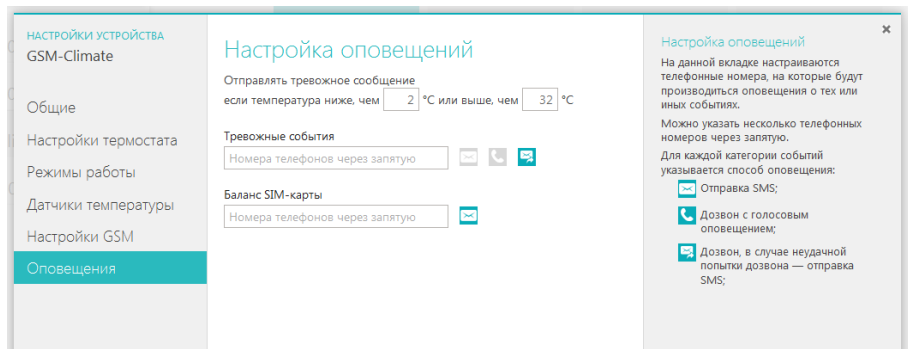 НАСТРОЙКИ УСТРОЙСТВА
GSM-Climate
Общие
Настройки термостата
Режимы работы
Датчики температуры
Настройки GSM
Оповещения
Настройка оповещений
Отправлять тревожное сообщение
если температура ниже, чем 2 °C или выше, чем 32 °C
Тревожные события
Номера телефонов через запятую
Баланс SIM-карты
Номера телефонов через запятую
Настройка оповещений
На данной вкладке настраиваются
телефонные номера, на которые будут
производиться оповещения о тех или
иных событиях.
Можно указать несколько телефонных
номеров через запятую.
Для каждой категории событий
указывается способ оповещения:
Отправка SMS;
Дозвон с голосовым
оповещением;
Дозвон, в случае неудачной
попытки дозвона — отправка
SMS;